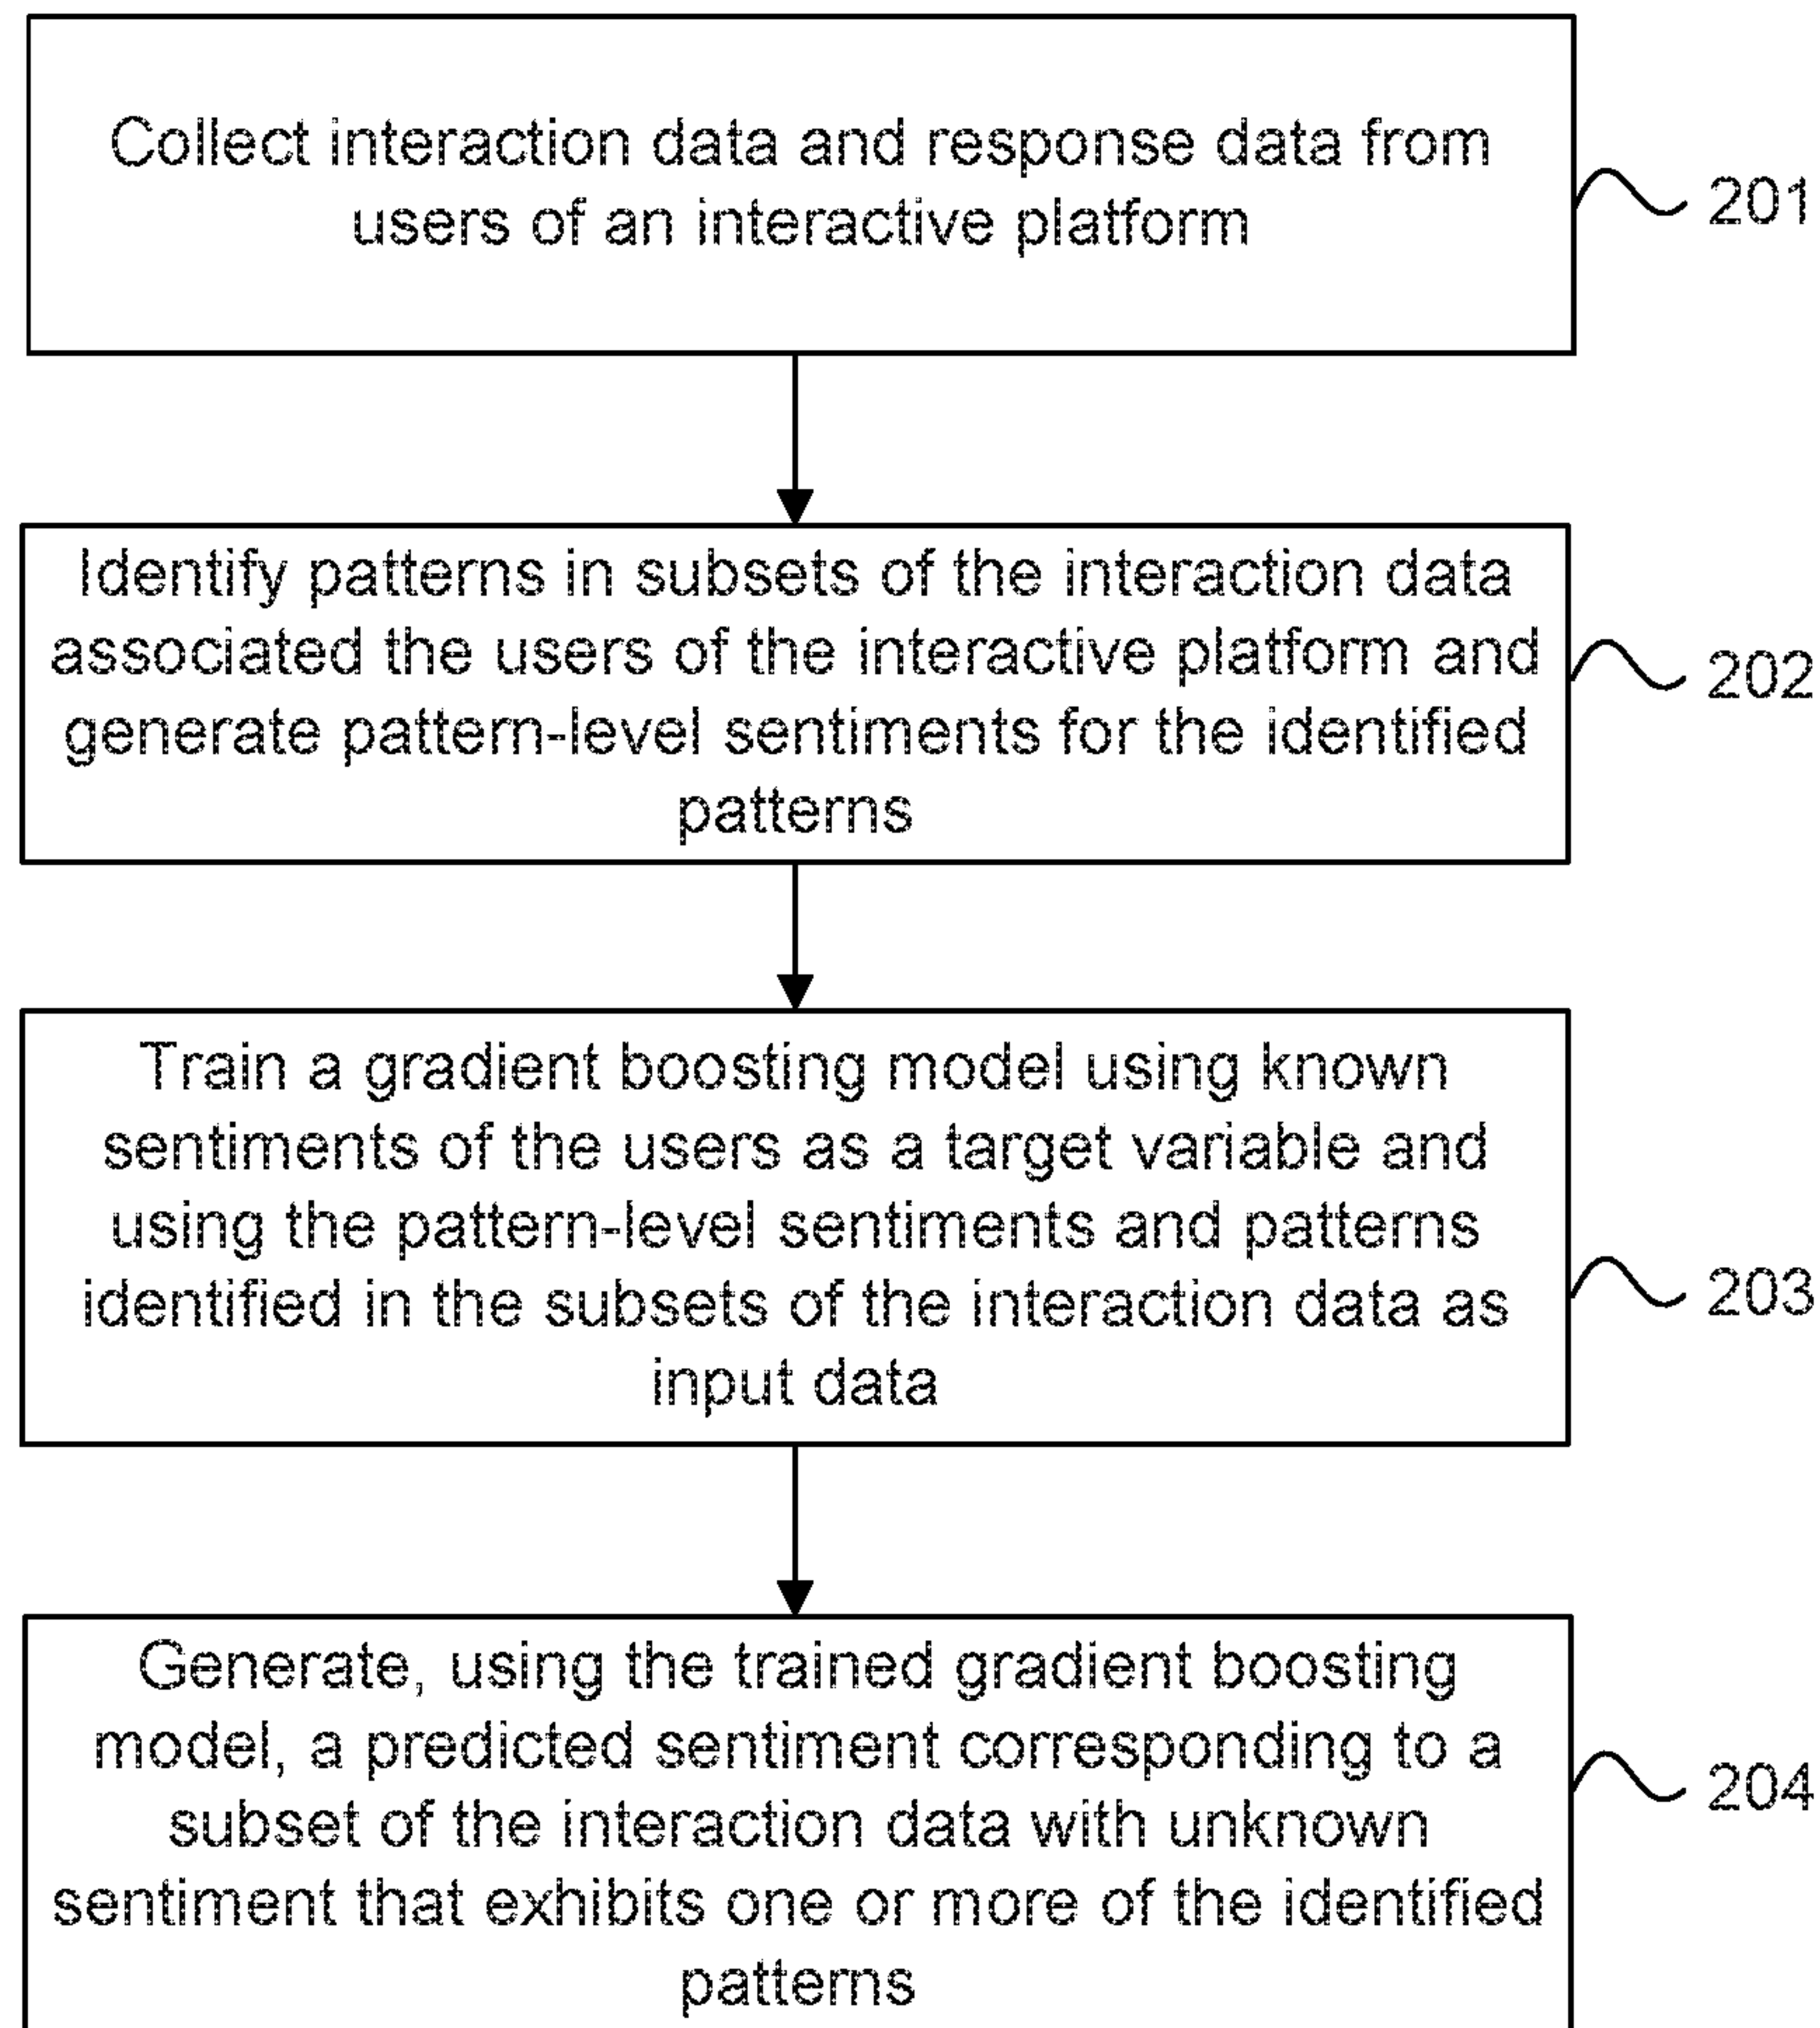 Collect interaction data and response data from
users of an interactive platform
201
Identify patterns in subsets of the interaction data
associated the users of the interactive platform and
generate pattern-level sentiments for the identified
patterns
202
Train a gradient boosting model using known
sentiments of the users as a target variable and
using the pattern-level sentiments and patterns
identified in the subsets of the interaction data as
input data
203
Generate, using the trained gradient boosting
model, a predicted sentiment corresponding to a
subset of the interaction data with unknown
sentiment that exhibits one or more of the identified
patterns
204